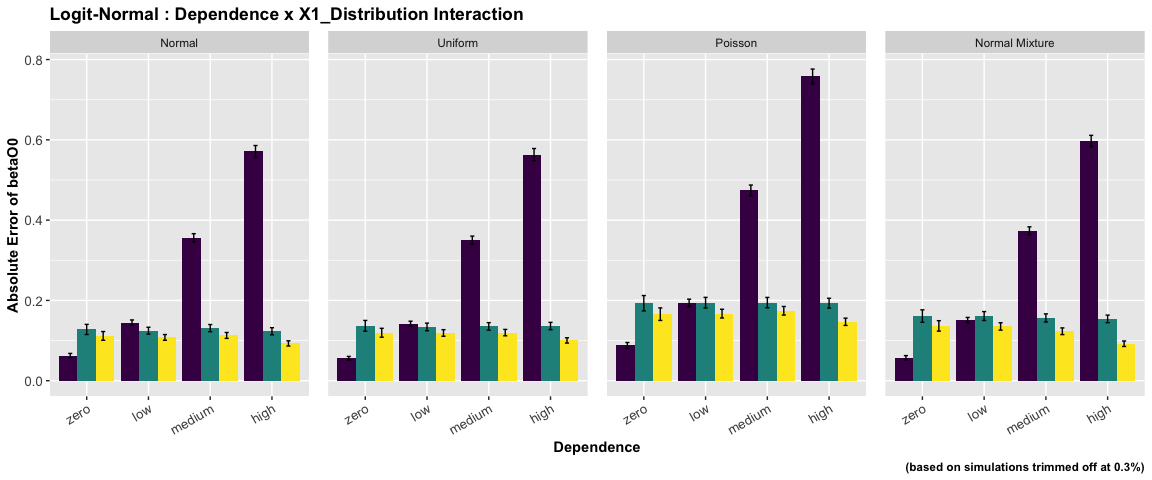 Logit-Normal : Dependence x X1_Distribution Interaction
Normal Uniform Poisson Normal Mixture
Absolute Error of betaO0
0.8
0.6
0.4
0.2
0.0
zero low medium high zero low medium high zero low medium high zero low medium high
Dependence
(based on simulations trimmed off at 0.3%)